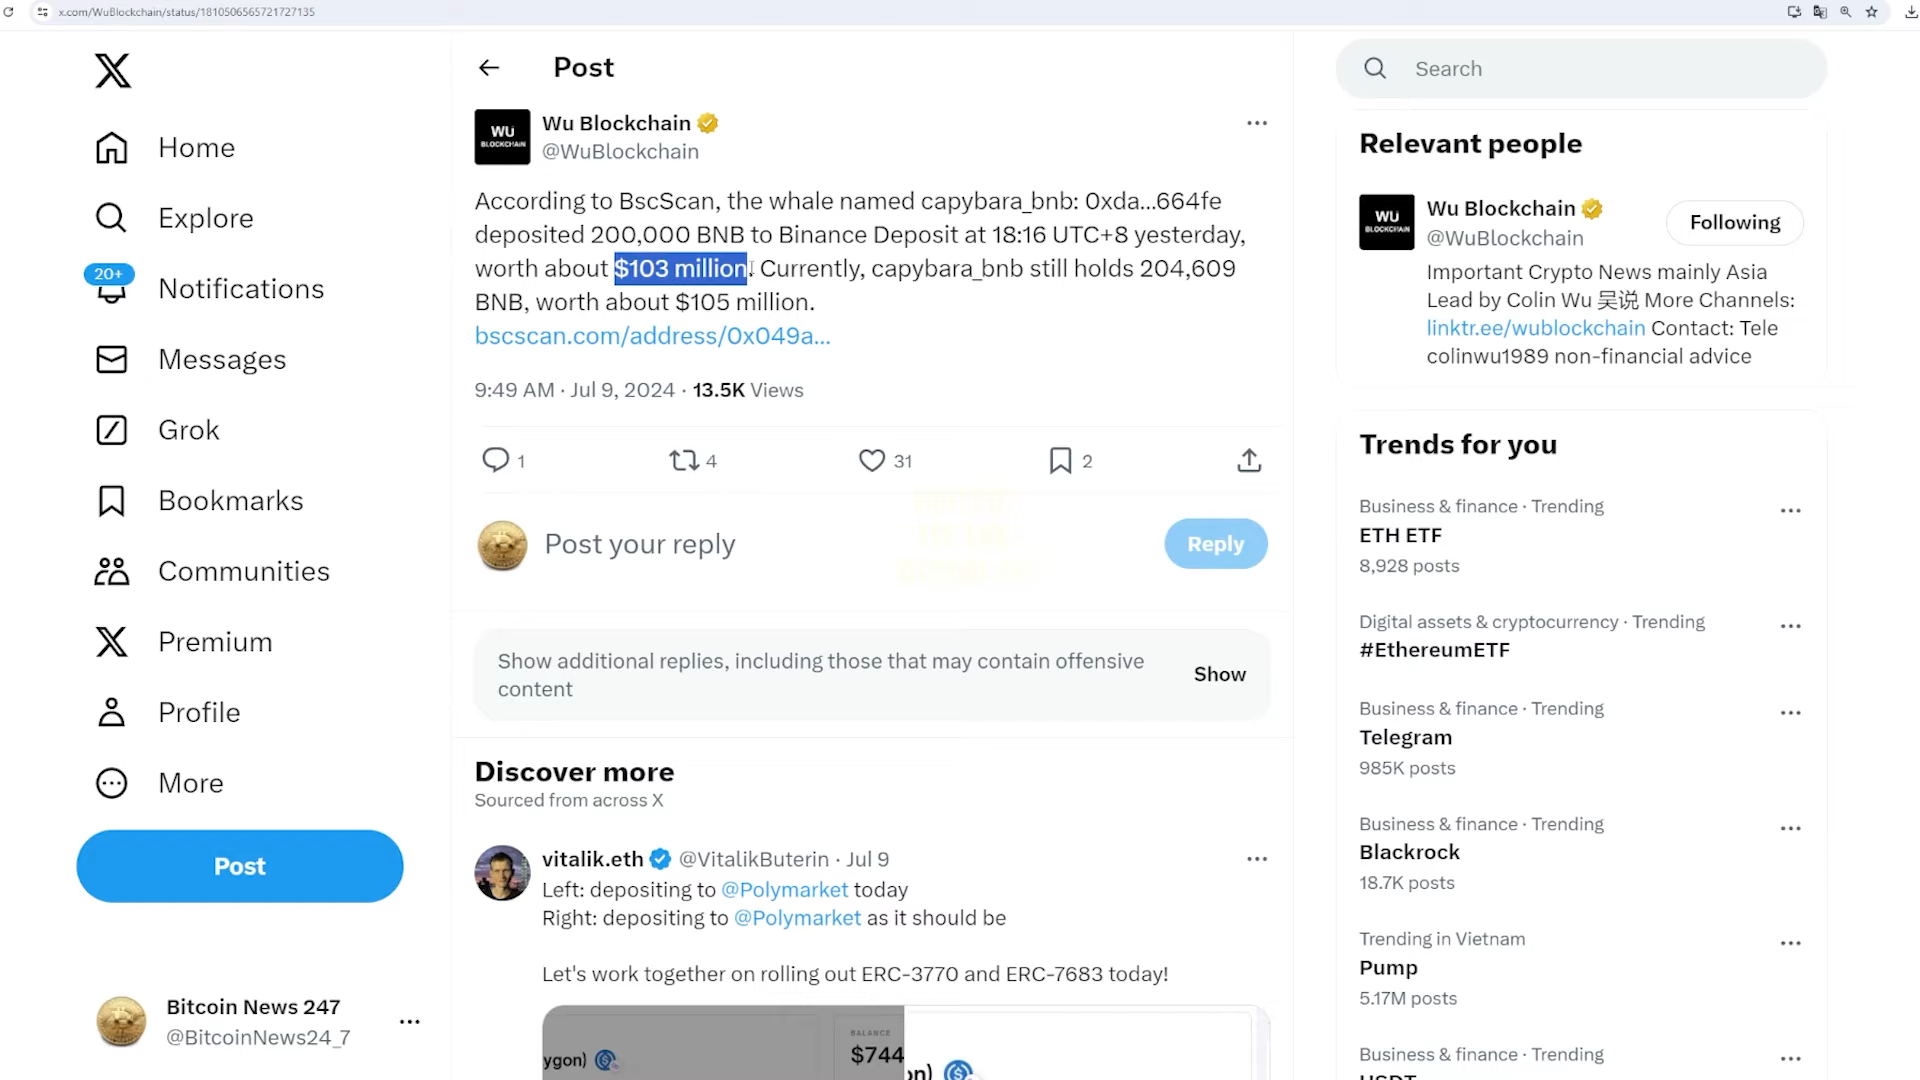 x.com/WuBlockchain/status/1810506565721727135
Home
Explore
20+
Notifications
Messages
Grok
Bookmarks
Communities
Premium
Profile
More
Post
Bitcoin News 247
@BitcoinNews24_7
Post
WU
BLOCKCHAIN
Wu Blockchain
@WuBlockchain
According to BscScan, the whale named capybara_bnb: 0xda...664fe
deposited 200,000 BNB to Binance Deposit at 18:16 UTC+8 yesterday,
worth about $103 million. Currently, capybara_bnb still holds 204,609
BNB, worth about $105 million.
bscscan.com/address/0x049a...
9:49 AM · Jul 9, 2024 · 13.5K Views
1 4 31 2
Post your reply
Reply
Show additional replies, including those that may contain offensive
content
Show
Discover more
Sourced from across X
vitalik.eth @VitalikButerin · Jul 9
Left: depositing to @Polymarket today
Right: depositing to @Polymarket as it should be
Let's work together on rolling out ERC-3770 and ERC-7683 today!
ygon)
BALANCE
$744
on)
Search
Relevant people
WU
BLOCKCHAIN
Wu Blockchain
@WuBlockchain
Following
Important Crypto News mainly Asia
Lead by Colin Wu 吴说 More Channels:
linktr.ee/wublockchain Contact: Tele
colinwu1989 non-financial advice
Trends for you
Business & finance · Trending
ETH ETF
8,928 posts
Digital assets & cryptocurrency · Trending
#EthereumETF
Business & finance · Trending
Telegram
985K posts
Business & finance · Trending
Blackrock
18.7K posts
Trending in Vietnam
Pump
5.17M posts
Business & finance · Trending
USDT